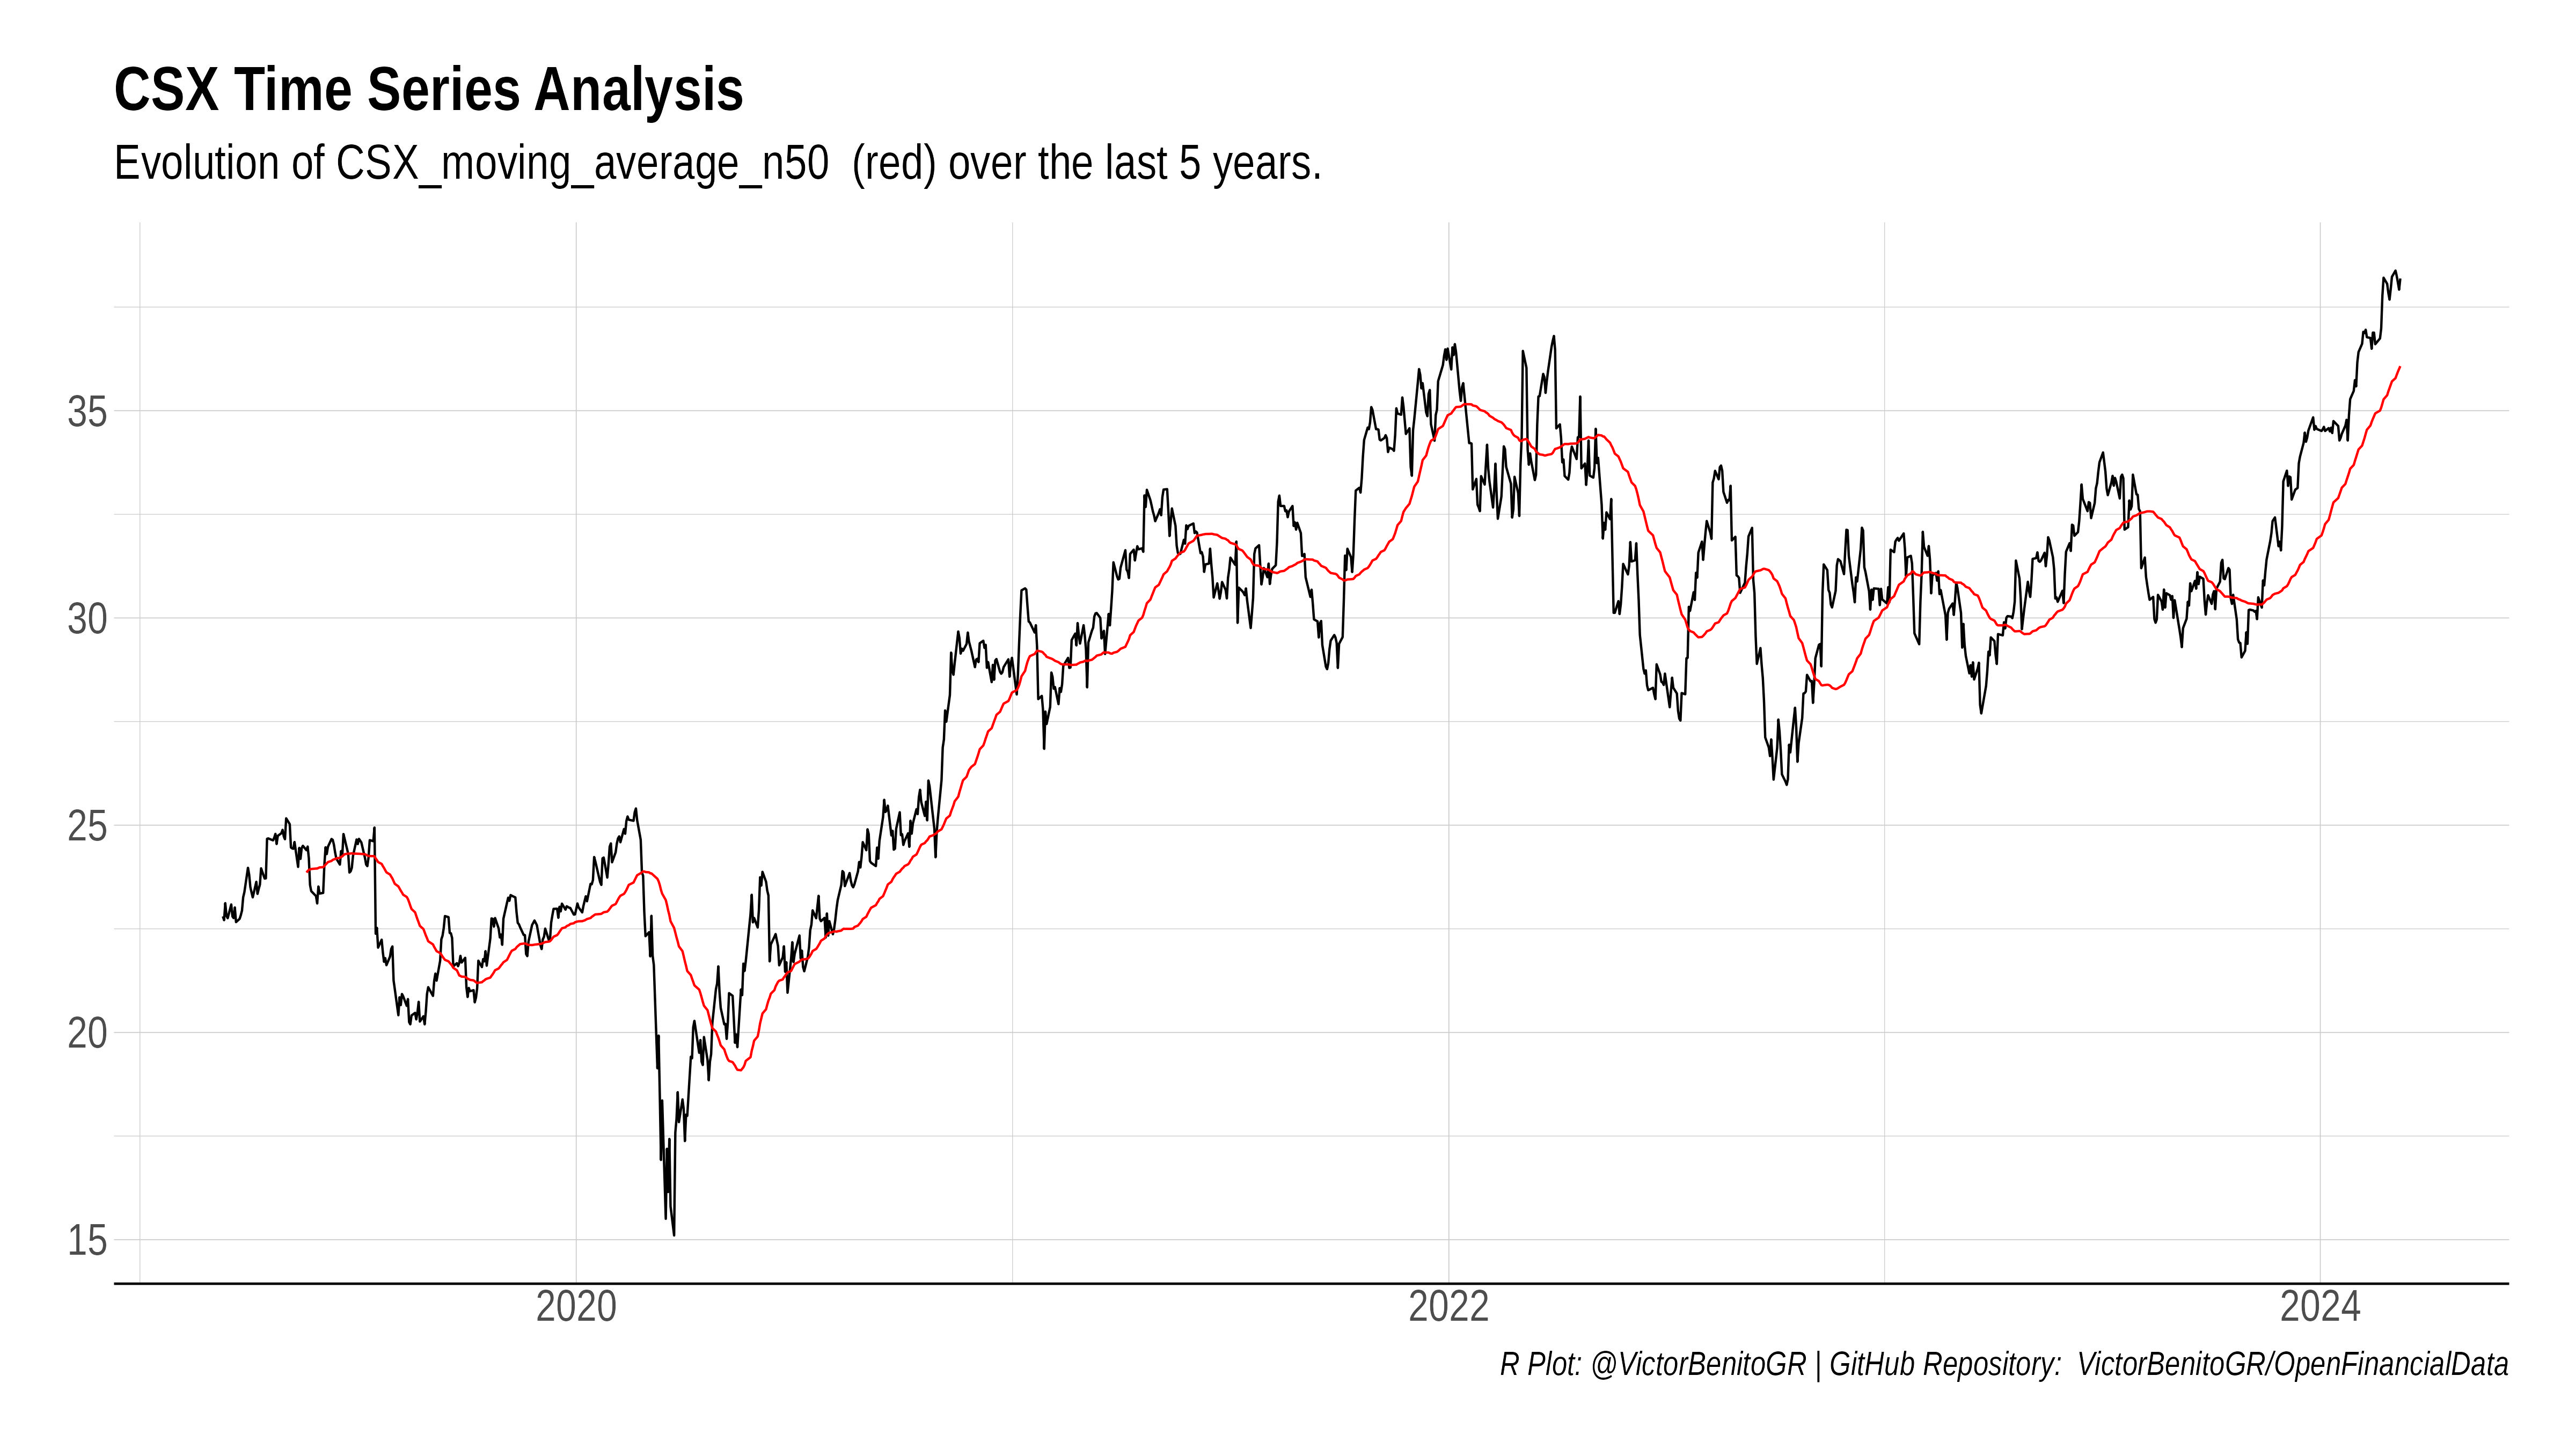 CSX Time Series Analysis
Evolution of CSX_moving_average_n50  (red) over the last 5 years.
35
30
25
20
15
2020
2022
2024
R Plot: @VictorBenitoGR | GitHub Repository:  VictorBenitoGR/OpenFinancialData